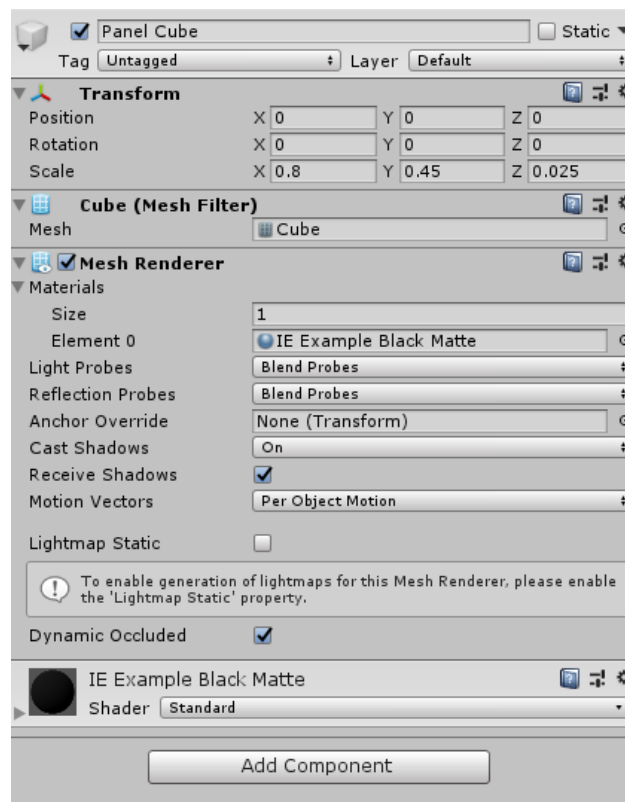 Panel Cube Static
Tag Untagged Layer Default
Transform
Position X 0 Y 0 Z 0
Rotation X 0 Y 0 Z 0
Scale X 0.8 Y 0.45 Z 0.025
Cube (Mesh Filter)
Mesh Cube
Mesh Renderer
Materials
Size 1
Element 0 IE Example Black Matte
Light Probes Blend Probes
Reflection Probes Blend Probes
Anchor Override None (Transform)
Cast Shadows On
Receive Shadows
Motion Vectors Per Object Motion
Lightmap Static
To enable generation of lightmaps for this Mesh Renderer, please enable
the 'Lightmap Static' property.
Dynamic Occluded
IE Example Black Matte
Shader Standard
Add Component